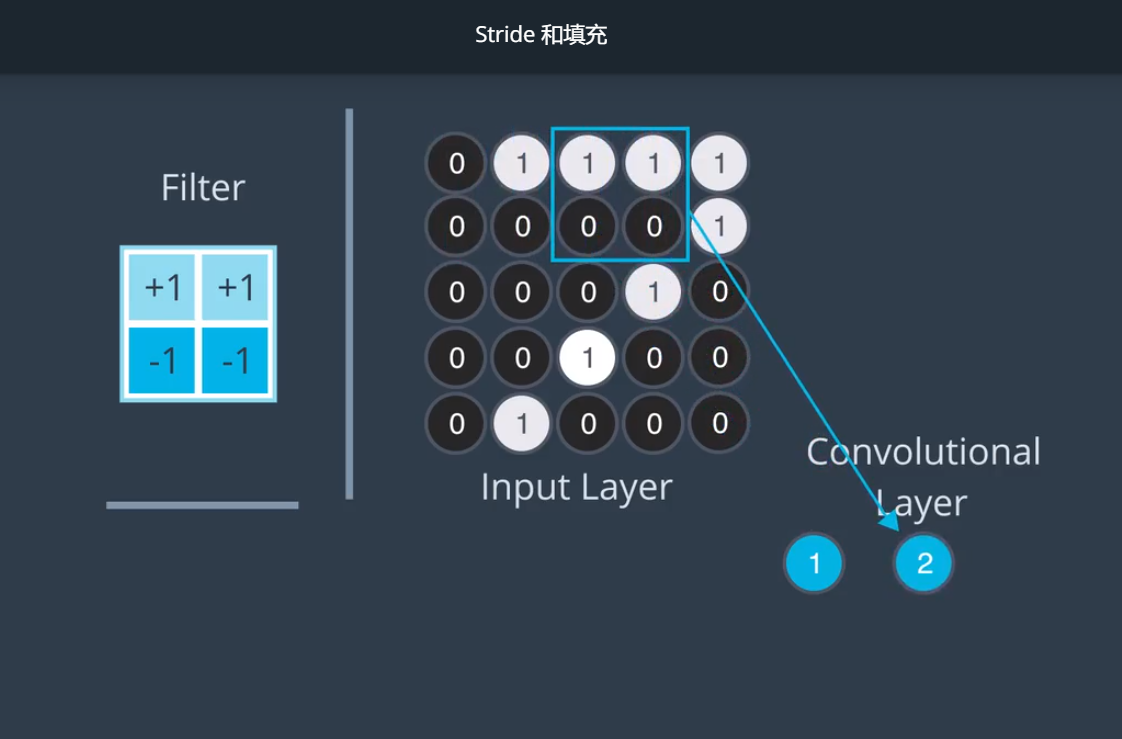 Stride 和填充
Filter
+1 +1
-1 -1
0 1 1 1 1
0 0 0 0 1
0 0 0 1 0
0 0 1 0 0
0 1 0 0 0
Input Layer
Convolutional
Layer
1 2